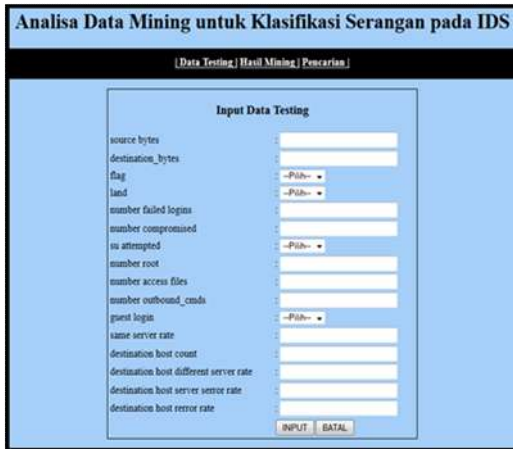 Analisa Data Mining untuk Klasifikasi Serangan pada IDS
| Data Testing | Hasil Mining | Pencarian |
Input Data Testing
source bytes :
destination_bytes :
flag : --Pilih--
land : --Pilih--
number failed logins :
number compromised :
su attempted : --Pilih--
number root :
number access files :
number outbound_cmds :
guest login : --Pilih--
same server rate :
destination host count :
destination host different server rate :
destination host server serror rate :
destination host rerror rate :
INPUT BATAL